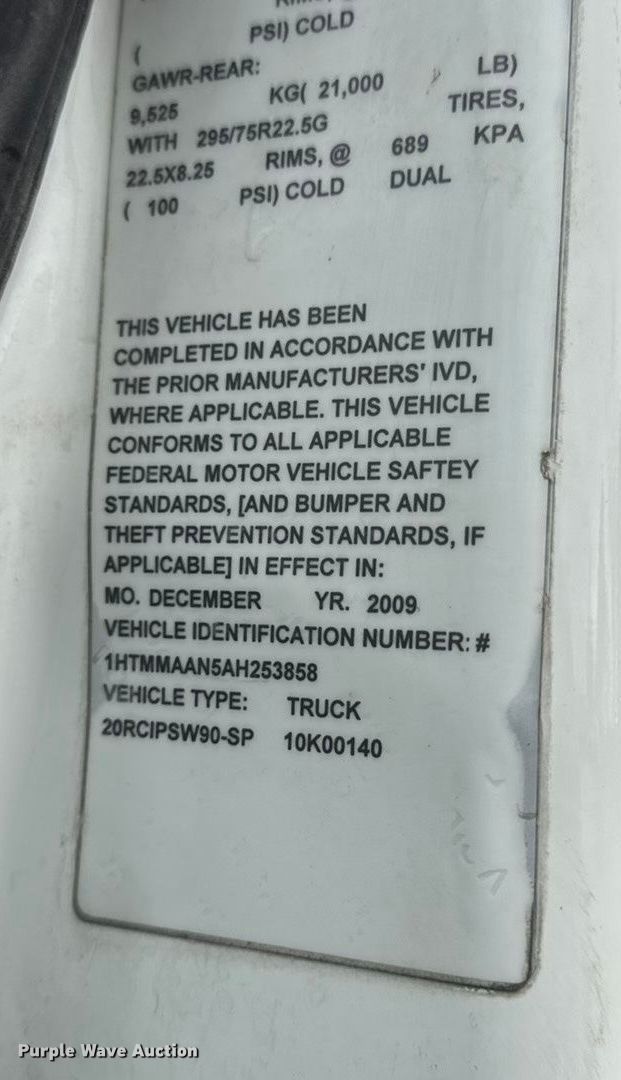 PSI) COLD
(
GAWR-REAR:
9,525 KG( 21,000 LB)
WITH 295/75R22.5G TIRES,
22.5X8.25 RIMS, @ 689 KPA
( 100 PSI) COLD DUAL
THIS VEHICLE HAS BEEN
COMPLETED IN ACCORDANCE WITH
THE PRIOR MANUFACTURERS' IVD,
WHERE APPLICABLE. THIS VEHICLE
CONFORMS TO ALL APPLICABLE
FEDERAL MOTOR VEHICLE SAFTEY
STANDARDS, [AND BUMPER AND
THEFT PREVENTION STANDARDS, IF
APPLICABLE] IN EFFECT IN:
MO. DECEMBER YR. 2009
VEHICLE IDENTIFICATION NUMBER: #
1HTMMAAN5AH253858
VEHICLE TYPE: TRUCK
20RCIPSW90-SP 10K00140
Purple Wave Auction